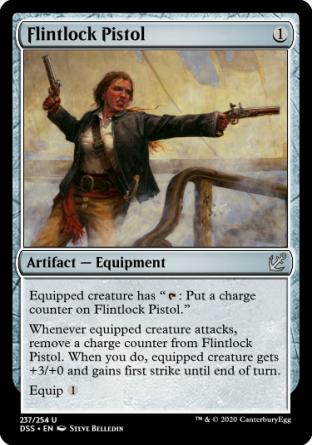 Flintlock Pistol 1
Artifact — Equipment
Equipped creature has “: Put a charge
counter on Flintlock Pistol.”
Whenever equipped creature attacks,
remove a charge counter from Flintlock
Pistol. When you do, equipped creature gets
+3/+0 and gains first strike until end of turn.
Equip 1
237/254 U
DSS • EN Steve Belledin
™ & © 2020 CanterburyEgg